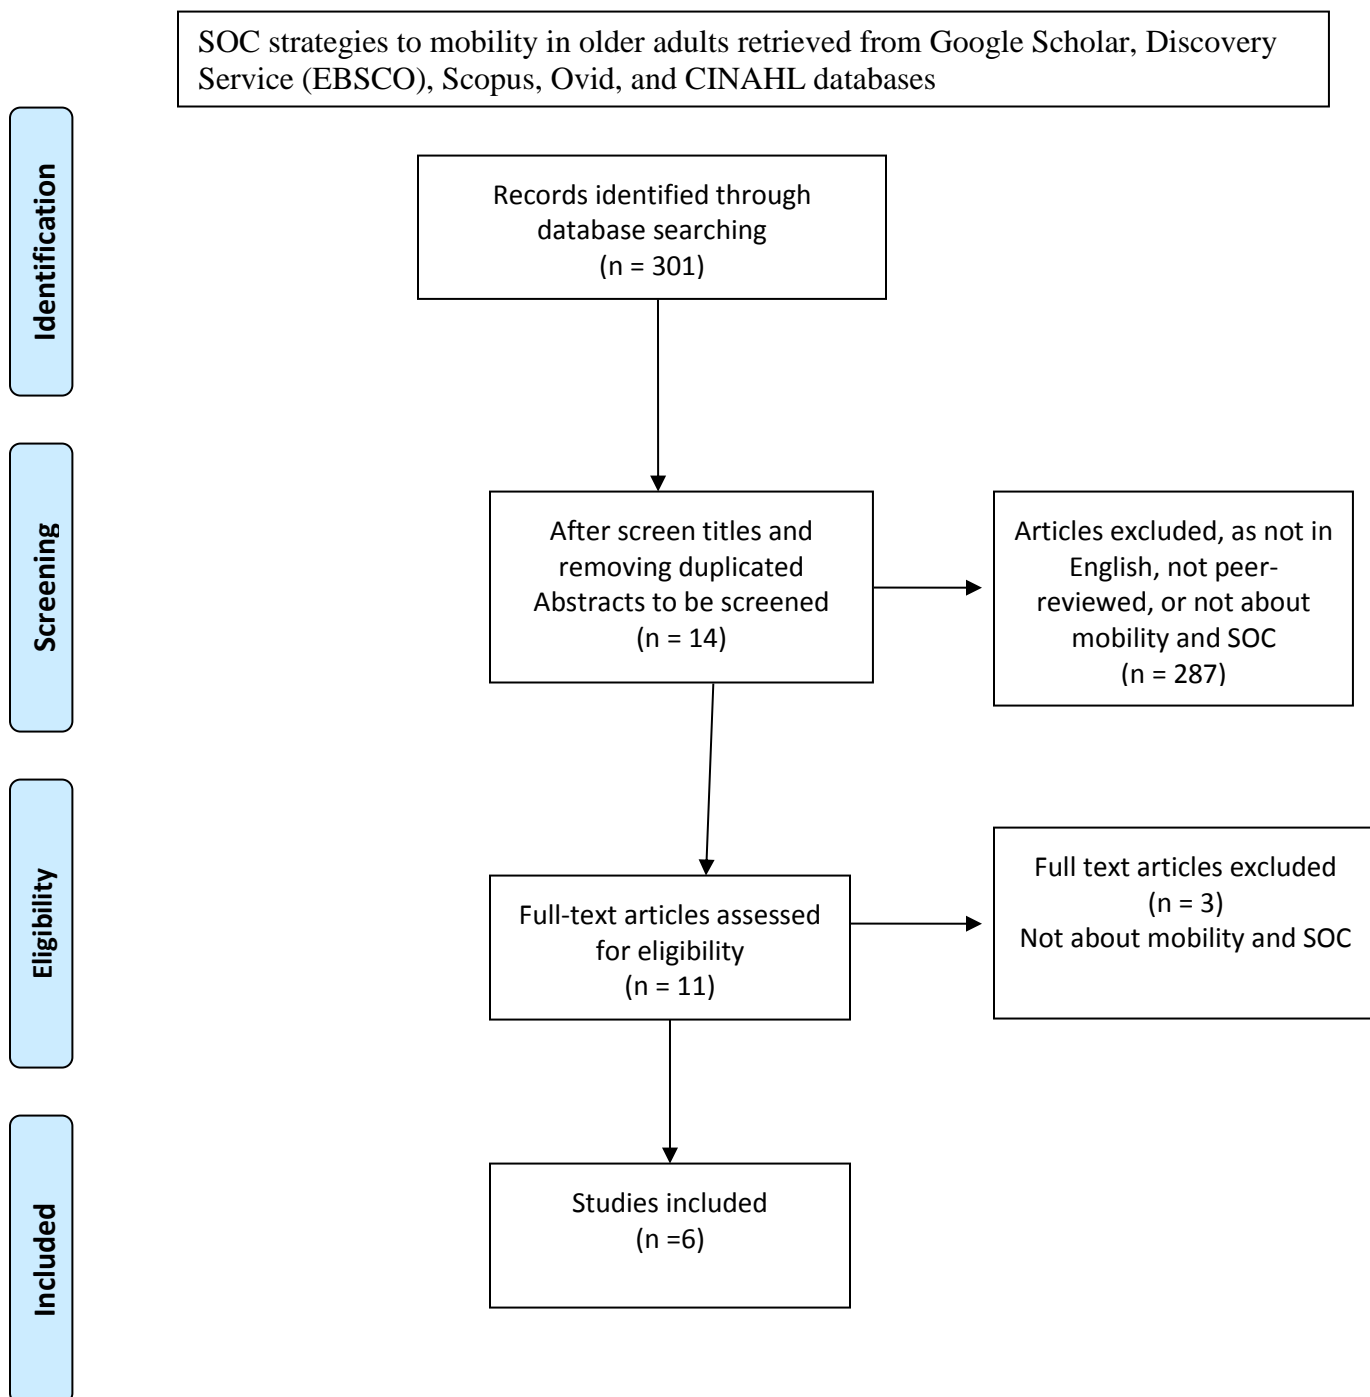 SOC strategies to mobility in older adults retrieved from Google Scholar, Discovery
Service (EBSCO), Scopus, Ovid, and CINAHL databases
Identification
Records identified through
database searching
(n = 301)
Screening
After screen titles and
removing duplicated
Abstracts to be screened
(n = 14)
Articles excluded, as not in
English, not peer-
reviewed, or not about
mobility and SOC
(n = 287)
Eligibility
Full-text articles assessed
for eligibility
(n = 11)
Full text articles excluded
(n = 3)
Not about mobility and SOC
Included
Studies included
(n =6)